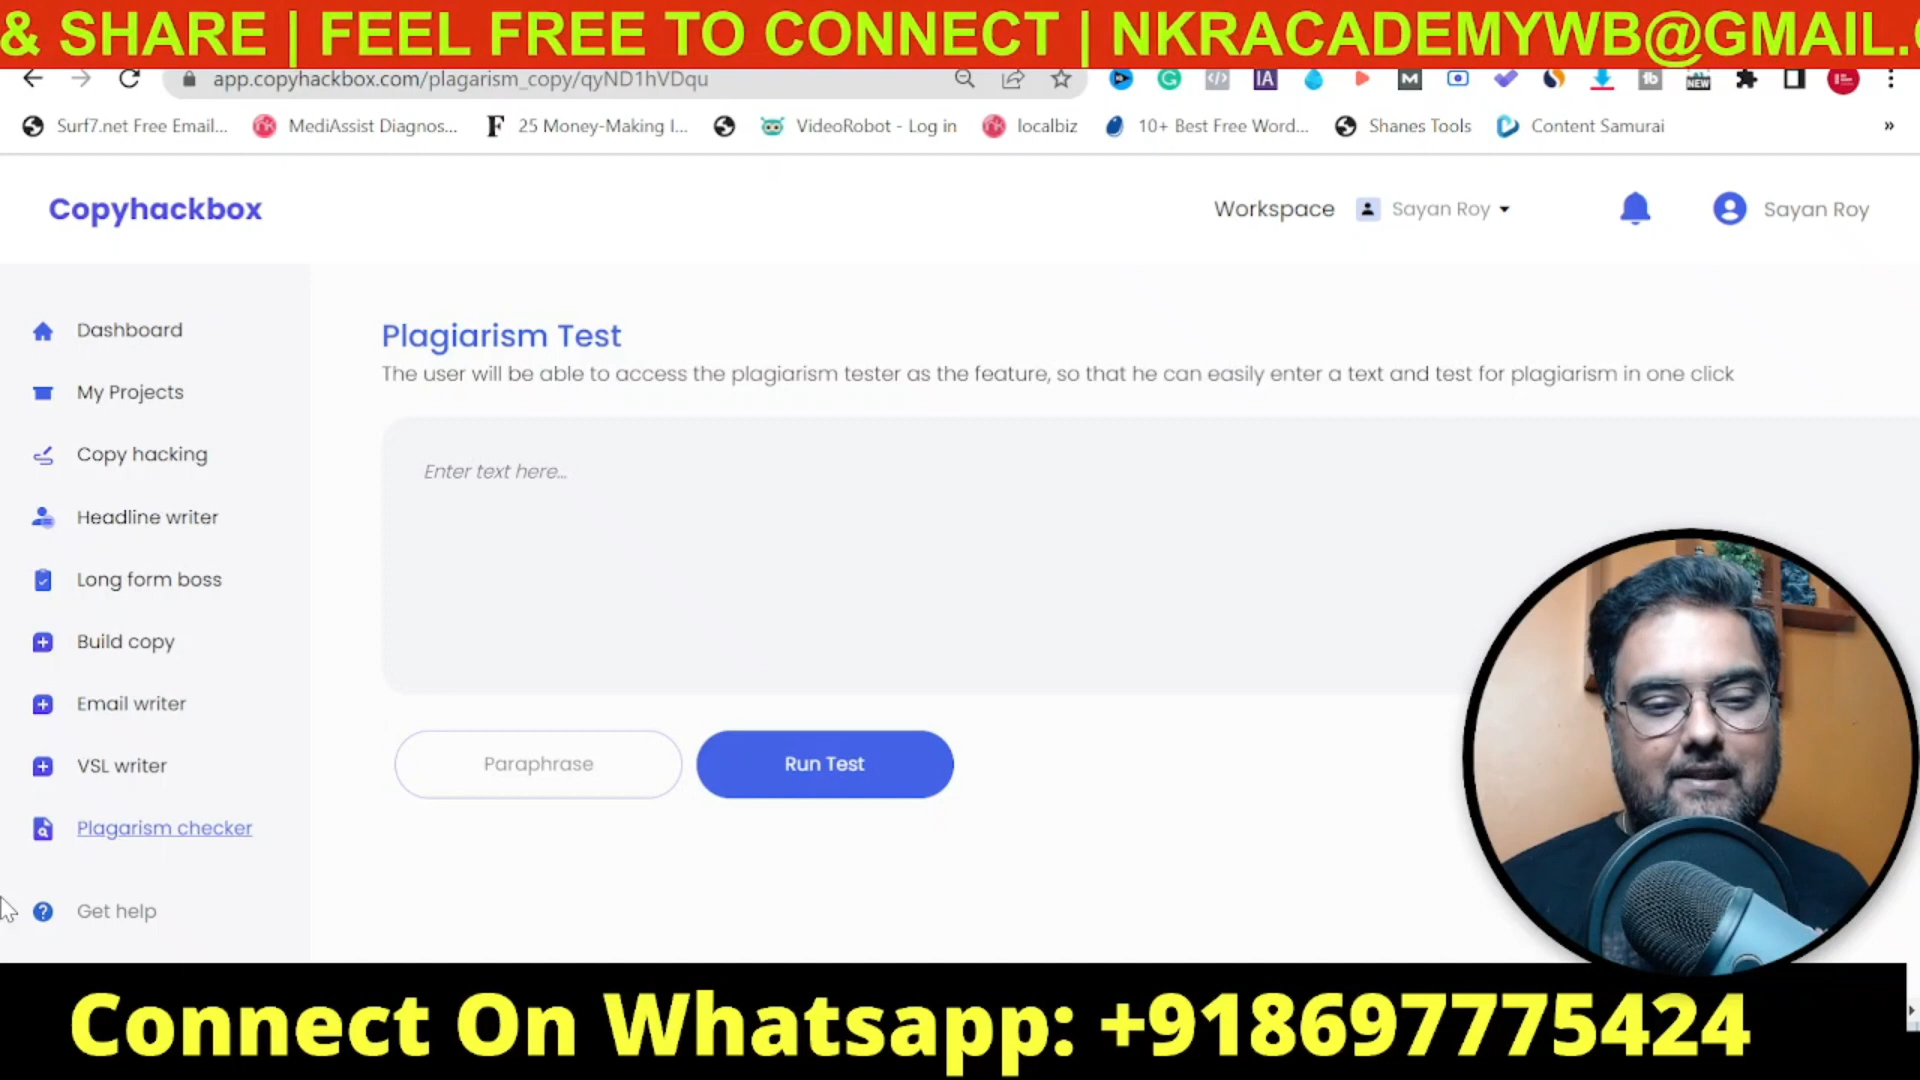 & SHARE | FEEL FREE TO CONNECT | NKRACADEMYWB@GMAIL.
app.copyhackbox.com/plagarism_copy/qyND1hVDqu
Surf7.net Free Email... MediAssist Diagnos... 25 Money-Making I... VideoRobot - Log in localbiz 10+ Best Free Word... Shanes Tools Content Samurai »
Copyhackbox
Workspace Sayan Roy
Sayan Roy
Dashboard
My Projects
Copy hacking
Headline writer
Long form boss
Build copy
Email writer
VSL writer
Plagarism checker
Get help
Plagiarism Test
The user will be able to access the plagiarism tester as the feature, so that he can easily enter a text and test for plagiarism in one click
Enter text here...
Paraphrase
Run Test
Connect On Whatsapp: +918697775424